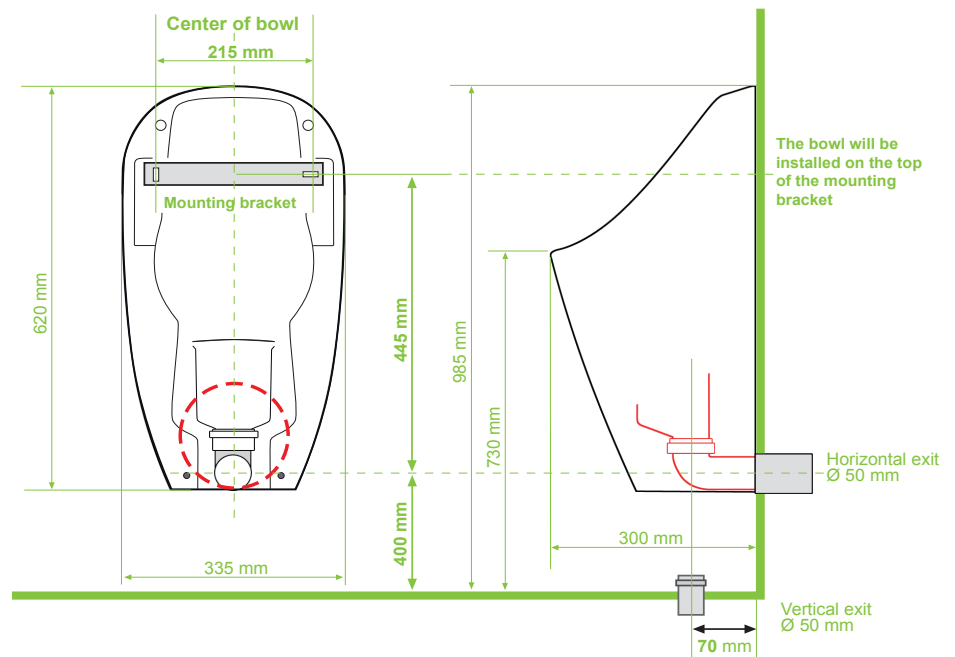 Center of bowl
215 mm
Mounting bracket
620 mm
335 mm
445 mm
400 mm
985 mm
730 mm
300 mm
The bowl will be
installed on the top
of the mounting
bracket
Horizontal exit
Ø 50 mm
Vertical exit
Ø 50 mm
70 mm